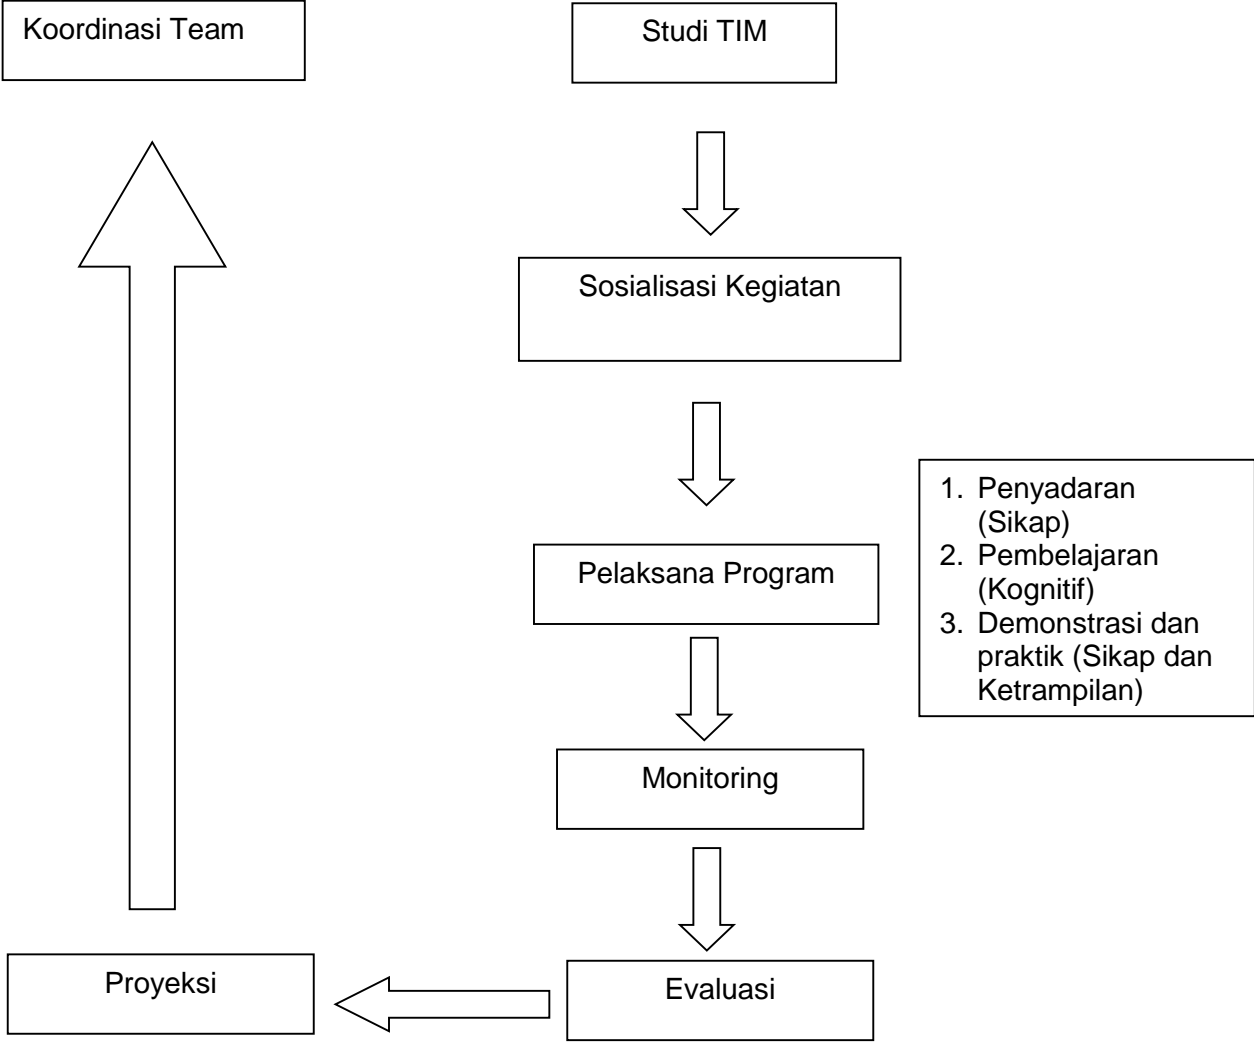 Koordinasi Team
Studi TIM
Sosialisasi Kegiatan
Pelaksana Program
1. Penyadaran
(Sikap)
2. Pembelajaran
(Kognitif)
3. Demonstrasi dan
praktik (Sikap dan
Ketrampilan)
Monitoring
Evaluasi
Proyeksi